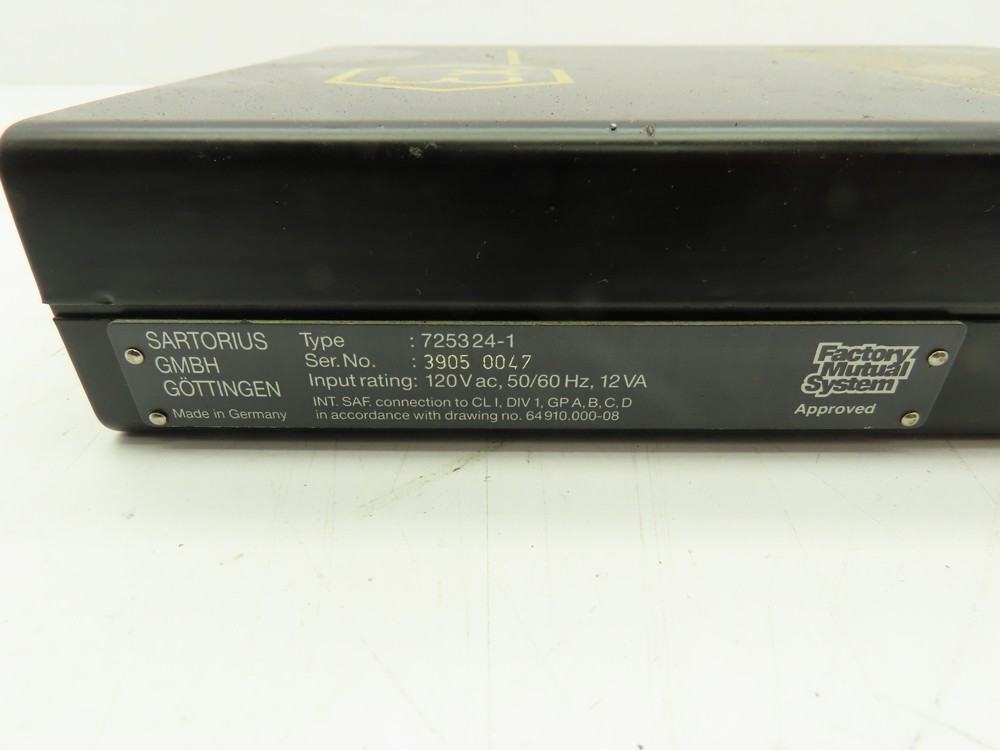 SARTORIUS
GMBH
GÖTTINGEN
Made in Germany
Type : 725324-1
Ser. No. : 3905 0047
Input rating: 120 V ac, 50/60 Hz, 12 VA
INT. SAF. connection to CL I, DIV 1, GP A, B, C, D
in accordance with drawing no. 64910.000-08
Factory
Mutual
System
Approved